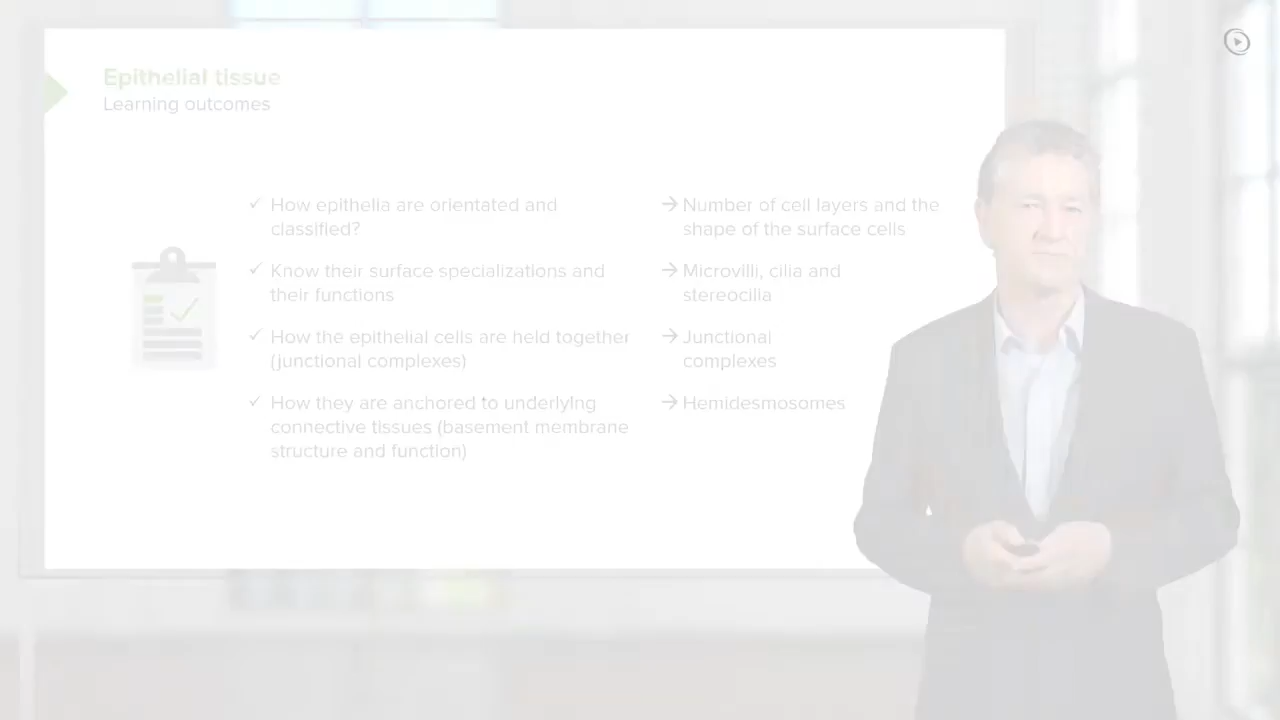 Epithelial tissue
Learning outcomes
How epithelia are orientated and
classified?
Number of cell layers and the
shape of the surface cells
Know their surface specializations and
their functions
Microvilli, cilia and
stereocilia
How the epithelial cells are held together
(junctional complexes)
Junctional
complexes
How they are anchored to underlying
connective tissues (basement membrane
structure and function)
Hemidesmosomes